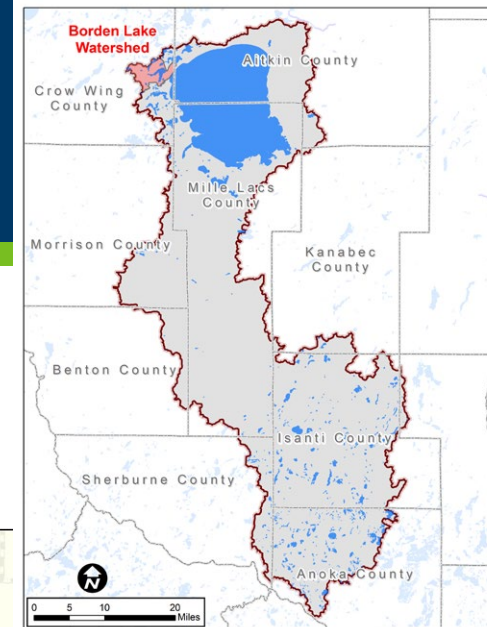 Borden Lake
Watershed
Aitkin County
Crow Wing
County
Mille Lacs
County
Morrison County
Kanabec
County
Benton County
Isanti County
Sherburne County
Anoka County
N
0 5 10 20
Miles